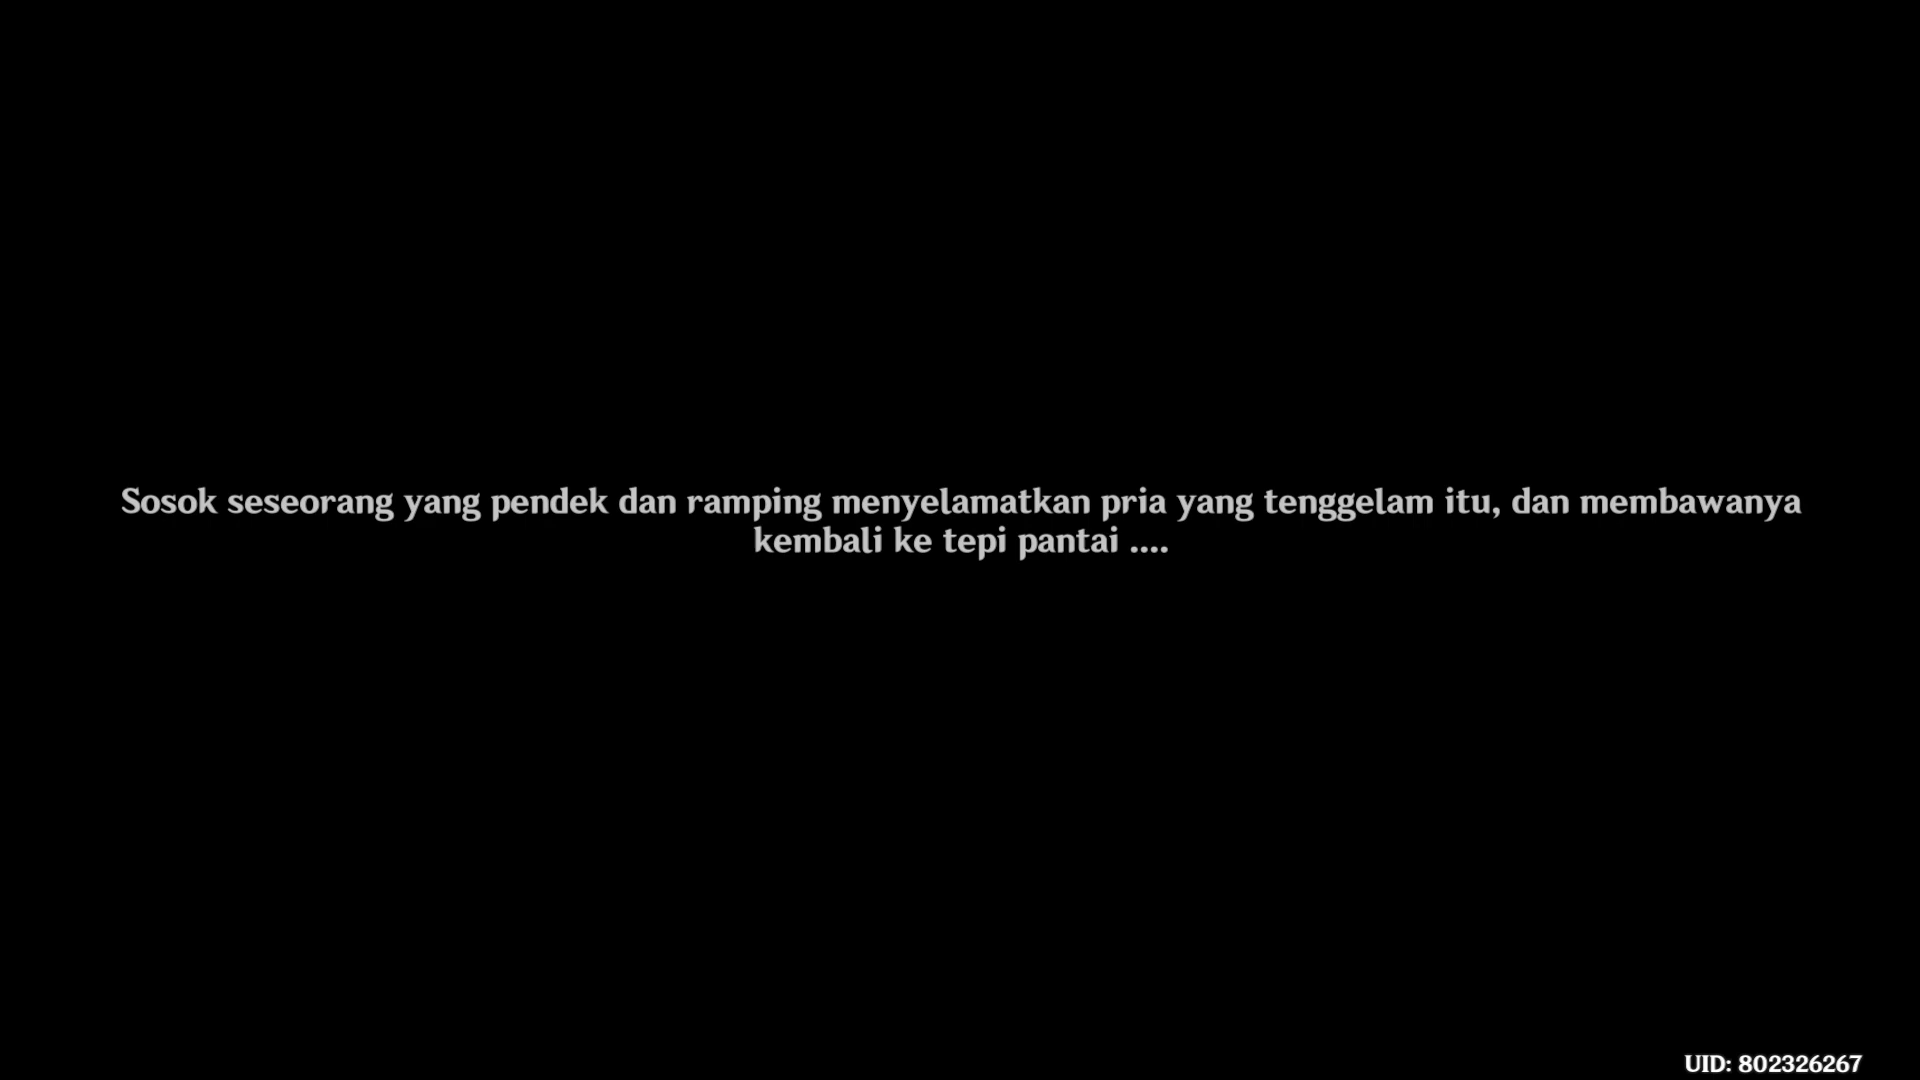 Sosok seseorang yang pendek dan ramping menyelamatkan pria yang tenggelam itu, dan membawanya
kembali ke tepi pantai ....
UID: 802326267